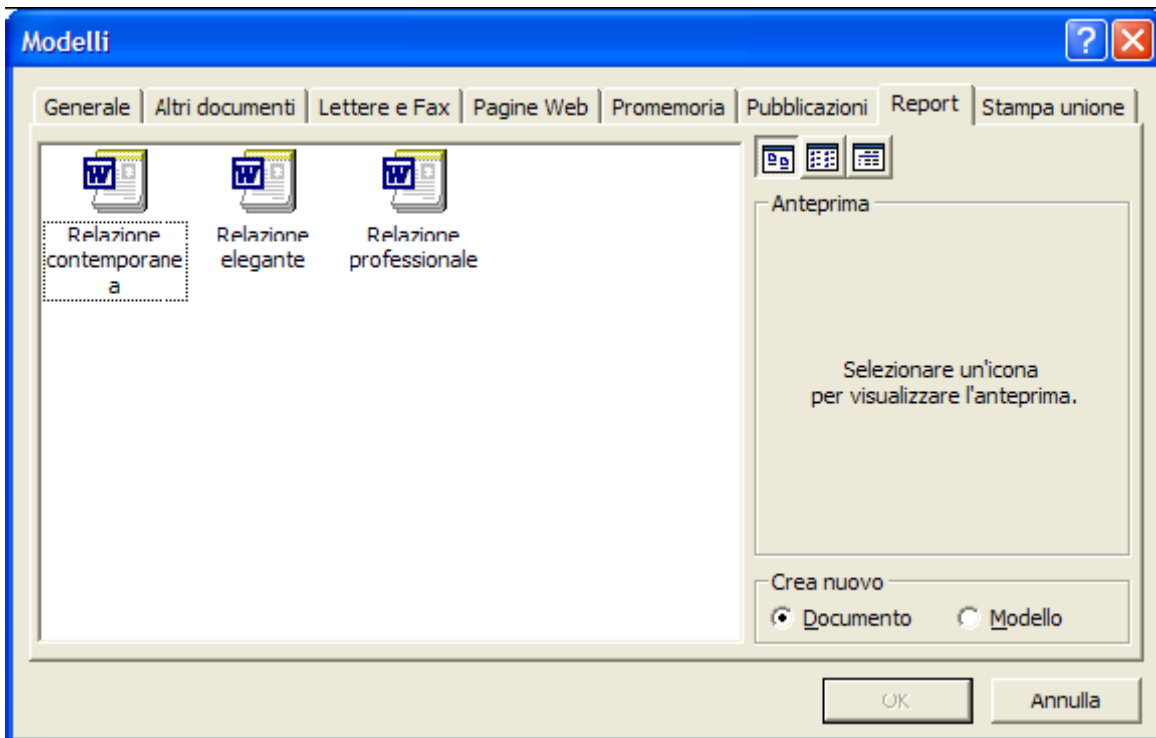 Modelli
Generale
Altri documenti
Lettere e Fax
Pagine Web
Promemoria
Pubblicazioni
Report
Stampa unione
Relazione
contemporane
a
Relazione
elegante
Relazione
professionale
Anteprima
Selezionare un'icona
per visualizzare l'anteprima.
Crea nuovo
Documento
Modello
OK
Annulla